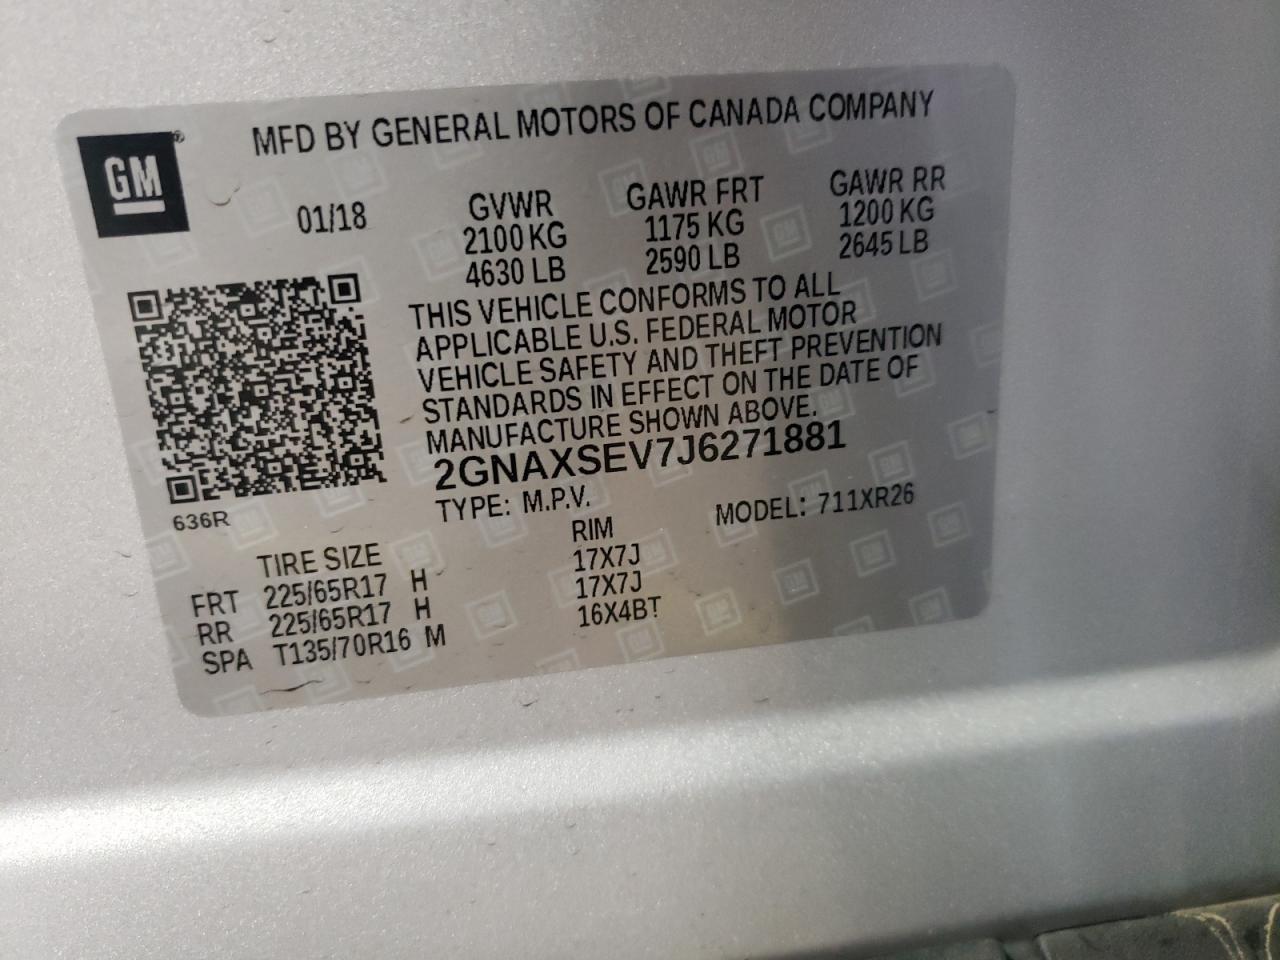 MFD BY GENERAL MOTORS OF CANADA COMPANY
GM®
01/18
GVWR GAWR FRT GAWR RR
2100 KG 1175 KG 1200 KG
4630 LB 2590 LB 2645 LB
THIS VEHICLE CONFORMS TO ALL
APPLICABLE U.S. FEDERAL MOTOR
VEHICLE SAFETY AND THEFT PREVENTION
STANDARDS IN EFFECT ON THE DATE OF
MANUFACTURE SHOWN ABOVE.
2GNAXSEV7J6271881
TYPE: M.P.V. MODEL: 711XR26
636R
TIRE SIZE RIM
FRT 225/65R17 H 17X7J
RR 225/65R17 H 17X7J
SPA T135/70R16 M 16X4BT